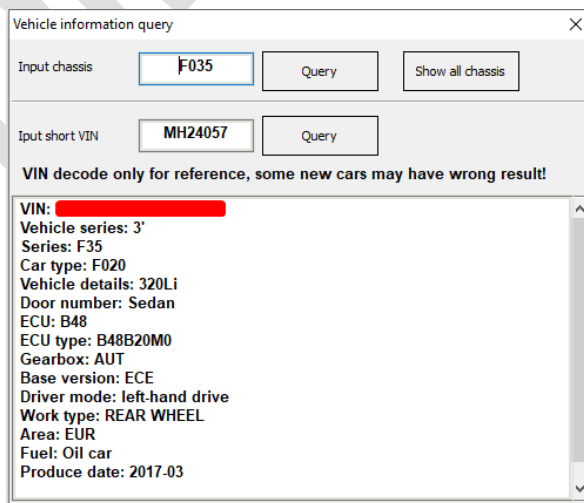 Vehicle information query
Input chassis F035 Query Show all chassis
Iput short VIN MH24057 Query
VIN decode only for reference, some new cars may have wrong result!
VIN:
Vehicle series: 3'
Series: F35
Car type: F020
Vehicle details: 320Li
Door number: Sedan
ECU: B48
ECU type: B48B20M0
Gearbox: AUT
Base version: ECE
Driver mode: left-hand drive
Work type: REAR WHEEL
Area: EUR
Fuel: Oil car
Produce date: 2017-03